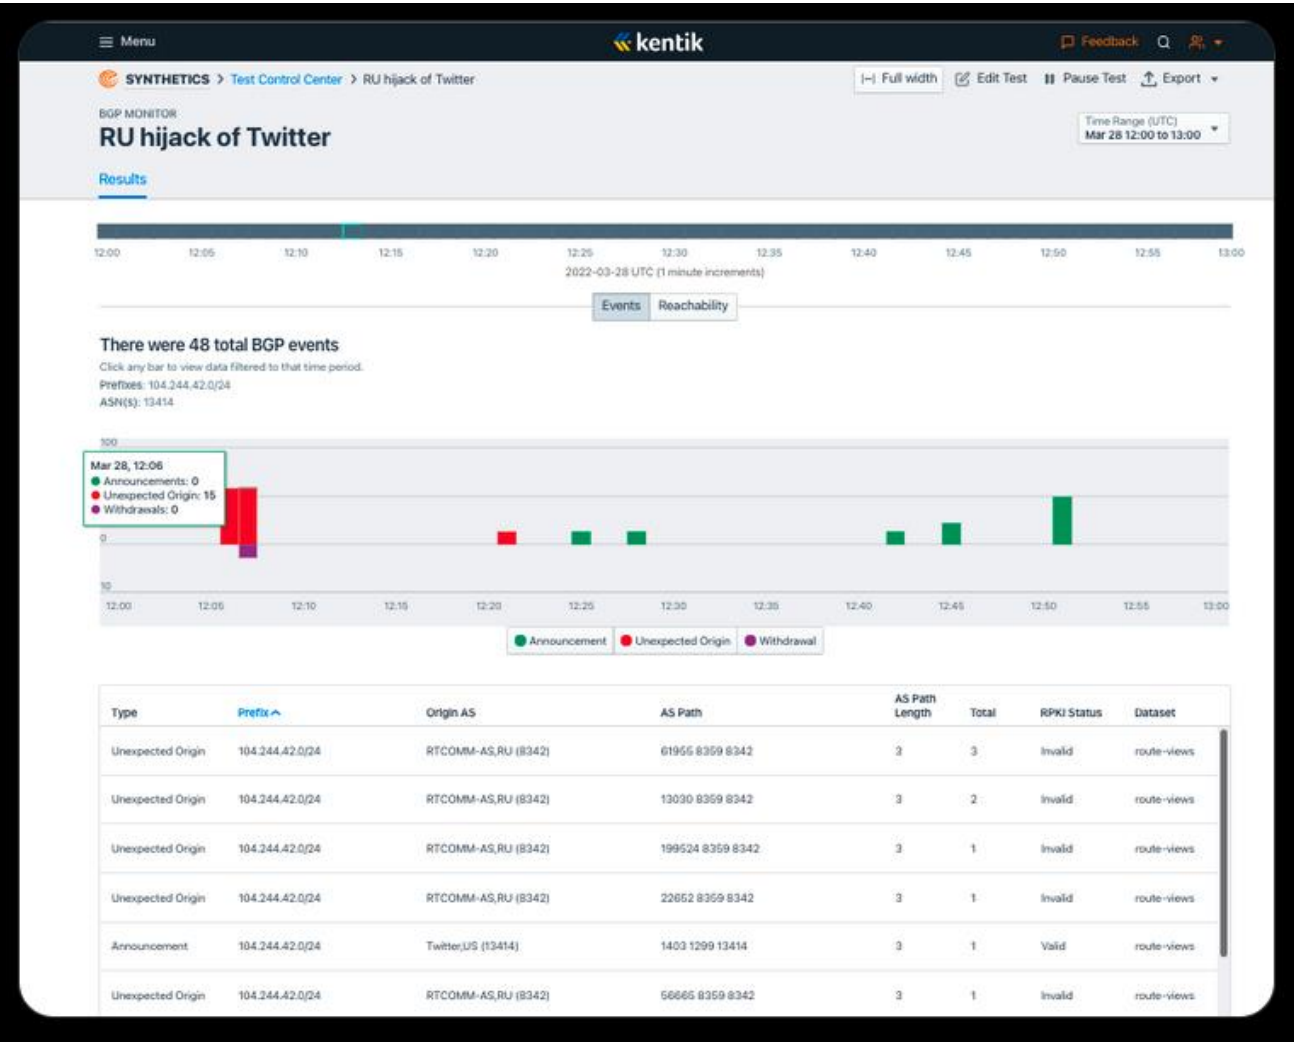 Menu
kentik
Feedback
SYNTHETICS > Test Control Center > RU hijack of Twitter
Full width Edit Test Pause Test Export
BGP MONITOR
RU hijack of Twitter
Time Range (UTC)
Mar 28 12:00 to 13:00
Results
12:00 12:05 12:10 12:15 12:20 12:25 12:30 12:35 12:40 12:45 12:50 12:55 13:00
2022-03-28 UTC (1 minute increments)
Events Reachability
There were 48 total BGP events
Click any bar to view data filtered to that time period.
Prefixes: 104.244.42.0/24
ASN(s): 13414
100
Mar 28, 12:06
Announcements: 0
Unexpected Origin: 15
Withdrawals: 0
0
10
12:00 12:05 12:10 12:15 12:20 12:25 12:30 12:35 12:40 12:45 12:50 12:55 13:00
Announcement Unexpected Origin Withdrawal
Type Prefix Origin AS AS Path AS Path Length Total RPKI Status Dataset
Unexpected Origin 104.244.42.0/24 RTCOMM-AS,RU (8342) 61955 8359 8342 3 3 Invalid route-views
Unexpected Origin 104.244.42.0/24 RTCOMM-AS,RU (8342) 13030 8359 8342 3 2 Invalid route-views
Unexpected Origin 104.244.42.0/24 RTCOMM-AS,RU (8342) 199524 8359 8342 3 1 Invalid route-views
Unexpected Origin 104.244.42.0/24 RTCOMM-AS,RU (8342) 22652 8359 8342 3 1 Invalid route-views
Announcement 104.244.42.0/24 Twitter,US (13414) 1403 1299 13414 3 1 Valid route-views
Unexpected Origin 104.244.42.0/24 RTCOMM-AS,RU (8342) 56665 8359 8342 3 1 Invalid route-views